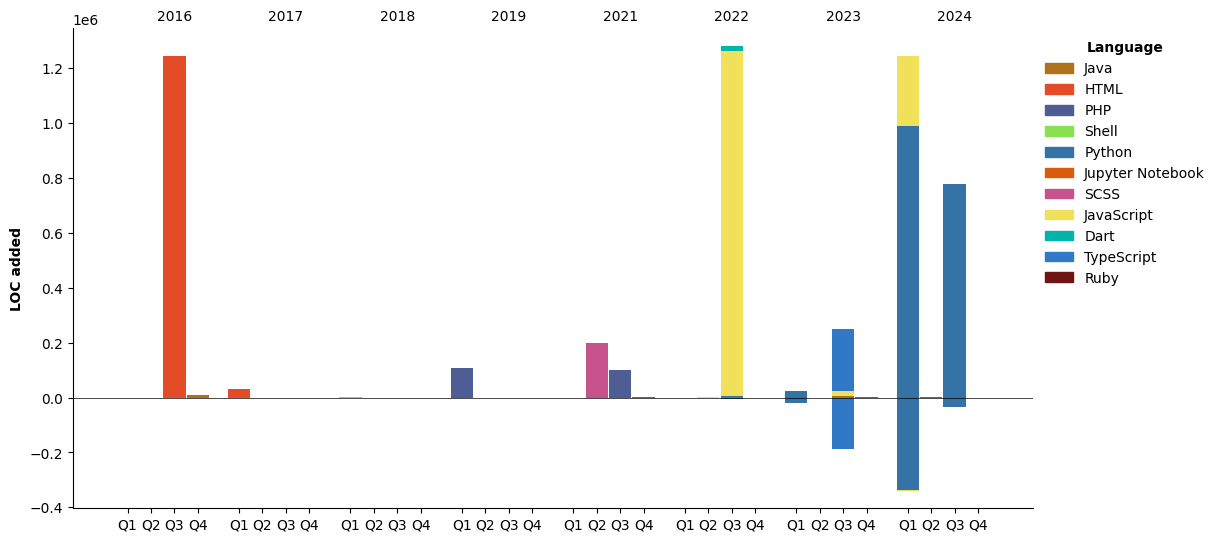 1e6
2016 2017 2018 2019 2021 2022 2023 2024
LOC added
1.2
1.0
0.8
0.6
0.4
0.2
0.0
−0.2
−0.4
Q1 Q2 Q3 Q4 Q1 Q2 Q3 Q4 Q1 Q2 Q3 Q4 Q1 Q2 Q3 Q4 Q1 Q2 Q3 Q4 Q1 Q2 Q3 Q4 Q1 Q2 Q3 Q4 Q1 Q2 Q3 Q4
Language
Java
HTML
PHP
Shell
Python
Jupyter Notebook
SCSS
JavaScript
Dart
TypeScript
Ruby